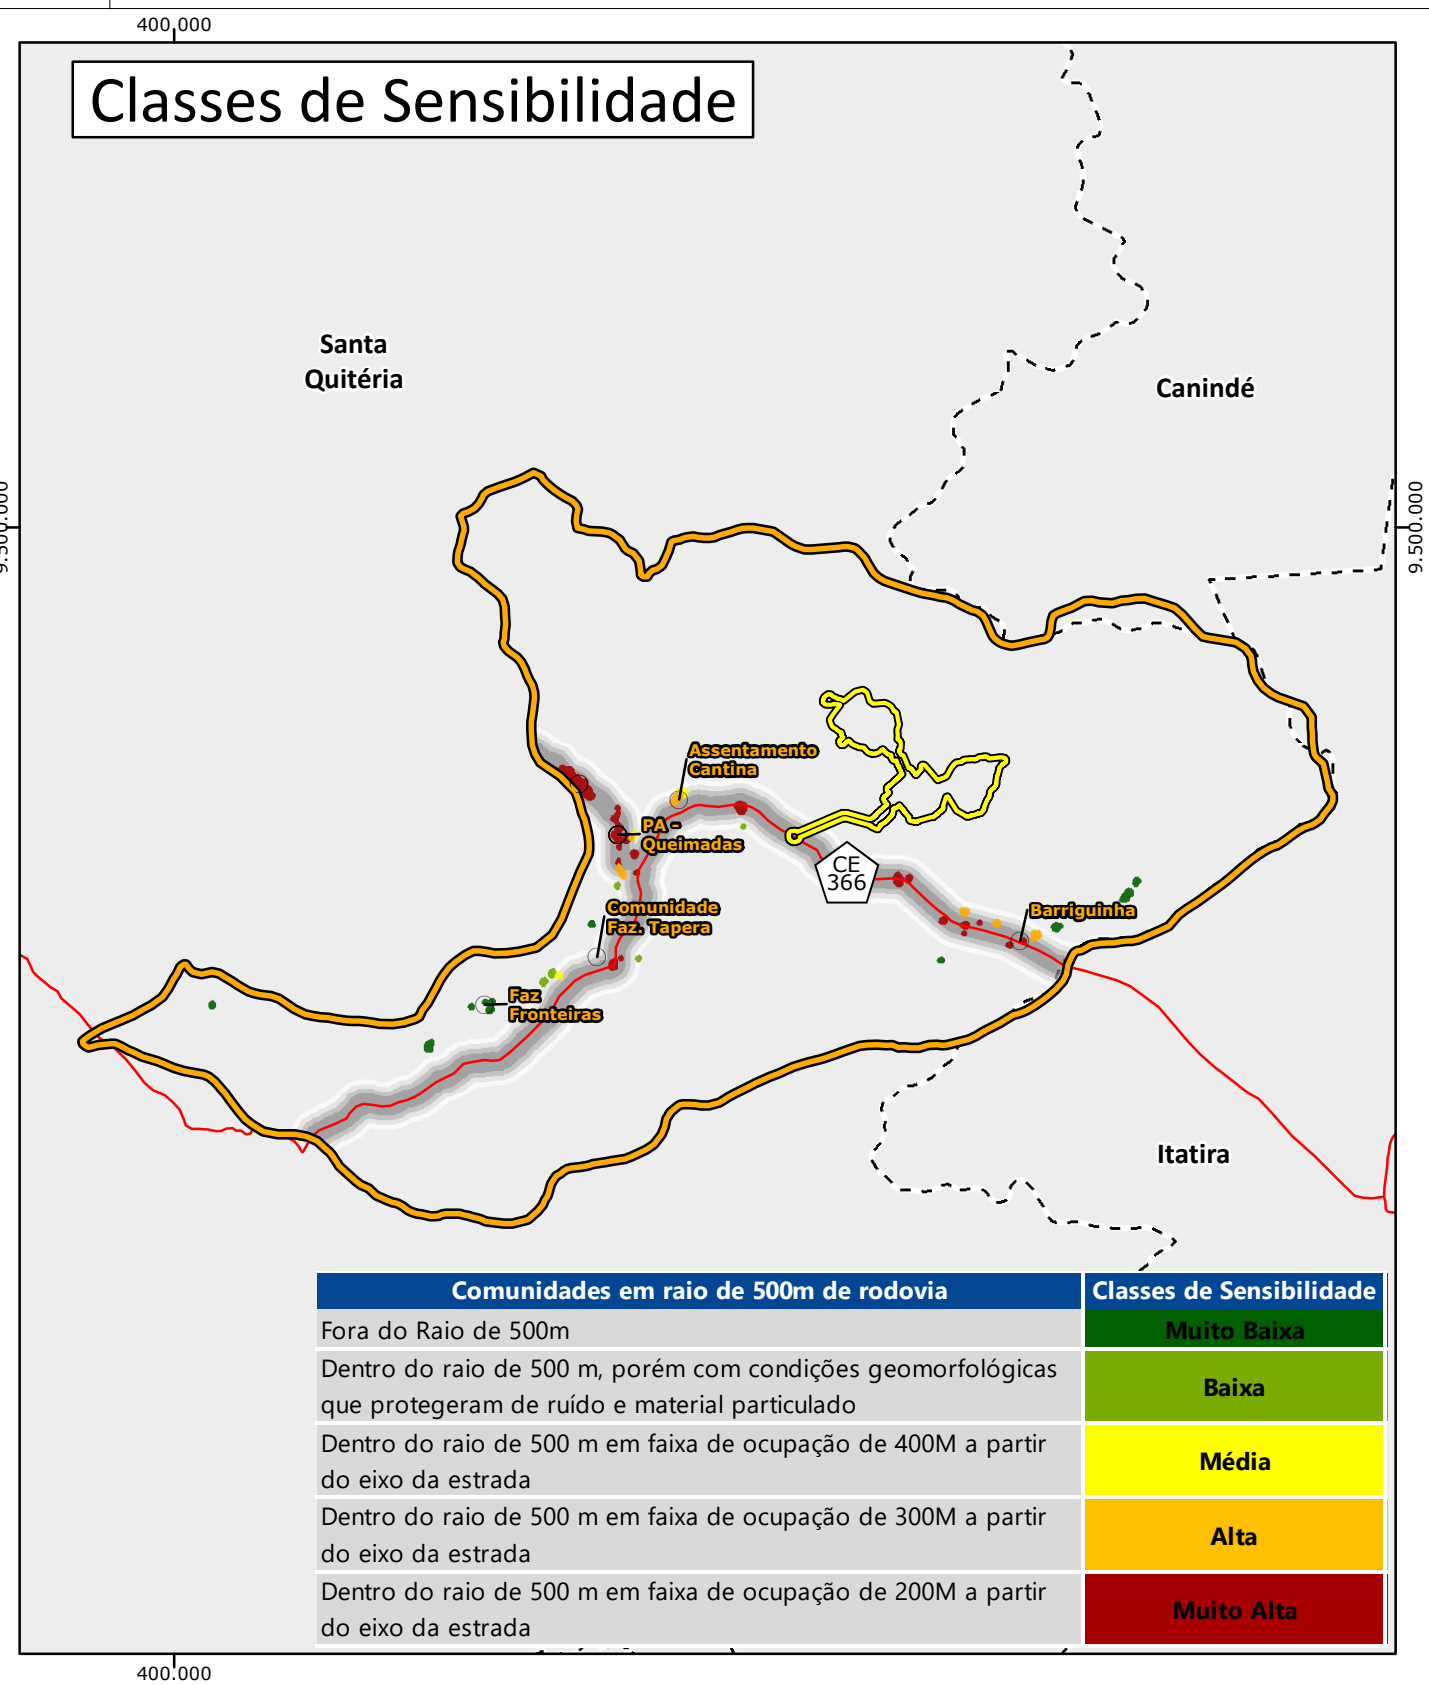 400.000
Classes de Sensibilidade
Santa
Quitéria
Canindé
9.500.000
9.500.000
Assentamento
Cantina
PA -
Queimadas
CE
366
Comunidade
Faz. Tapera
Barriguinha
Faz
Fronteiras
Itatira
Comunidades em raio de 500m de rodovia
Classes de Sensibilidade
Fora do Raio de 500m
Muito Baixa
Dentro do raio de 500 m, porém com condições geomorfológicas
que protegeram de ruído e material particulado
Baixa
Dentro do raio de 500 m em faixa de ocupação de 400M a partir
do eixo da estrada
Média
Dentro do raio de 500 m em faixa de ocupação de 300M a partir
do eixo da estrada
Alta
Dentro do raio de 500 m em faixa de ocupação de 200M a partir
do eixo da estrada
Muito Alta
400.000